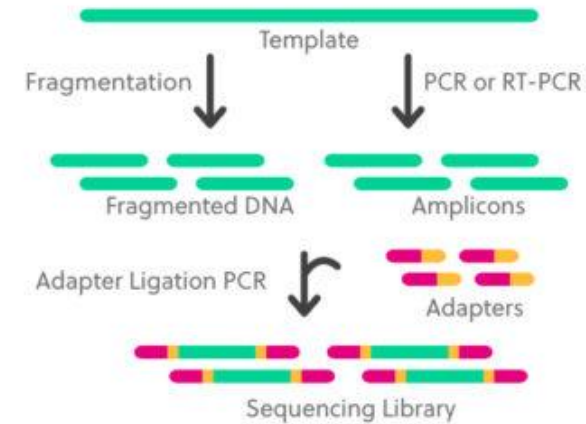 Template
Fragmentation
PCR or RT-PCR
Fragmented DNA
Amplicons
Adapter Ligation PCR
Adapters
Sequencing Library